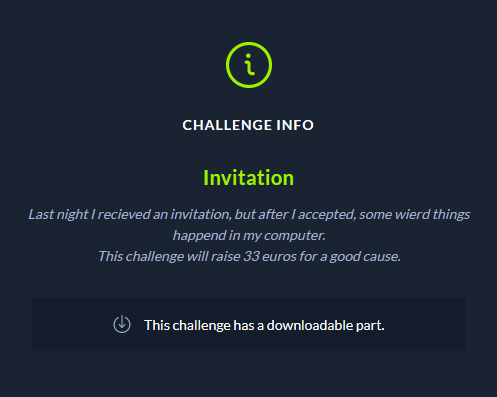 CHALLENGE INFO
Invitation
Last night I recieved an invitation, but after I accepted, some wierd things
happend in my computer.
This challenge will raise 33 euros for a good cause.
This challenge has a downloadable part.